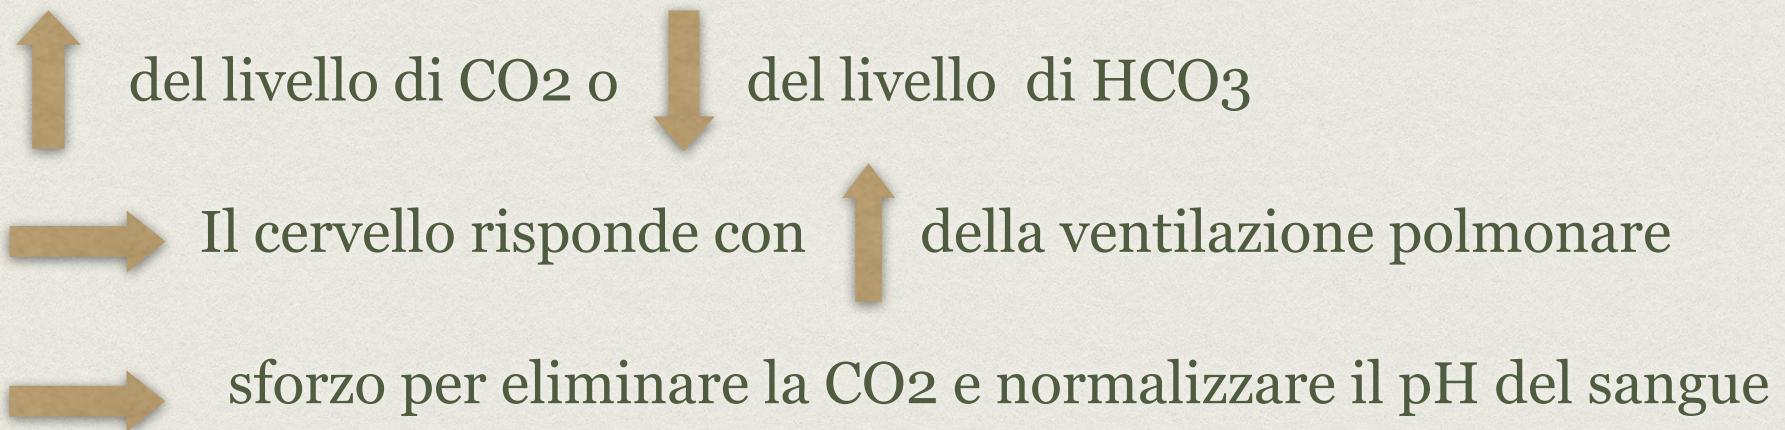 del livello di CO2 o del livello di HCO3
Il cervello risponde con della ventilazione polmonare
sforzo per eliminare la CO2 e normalizzare il pH del sangue